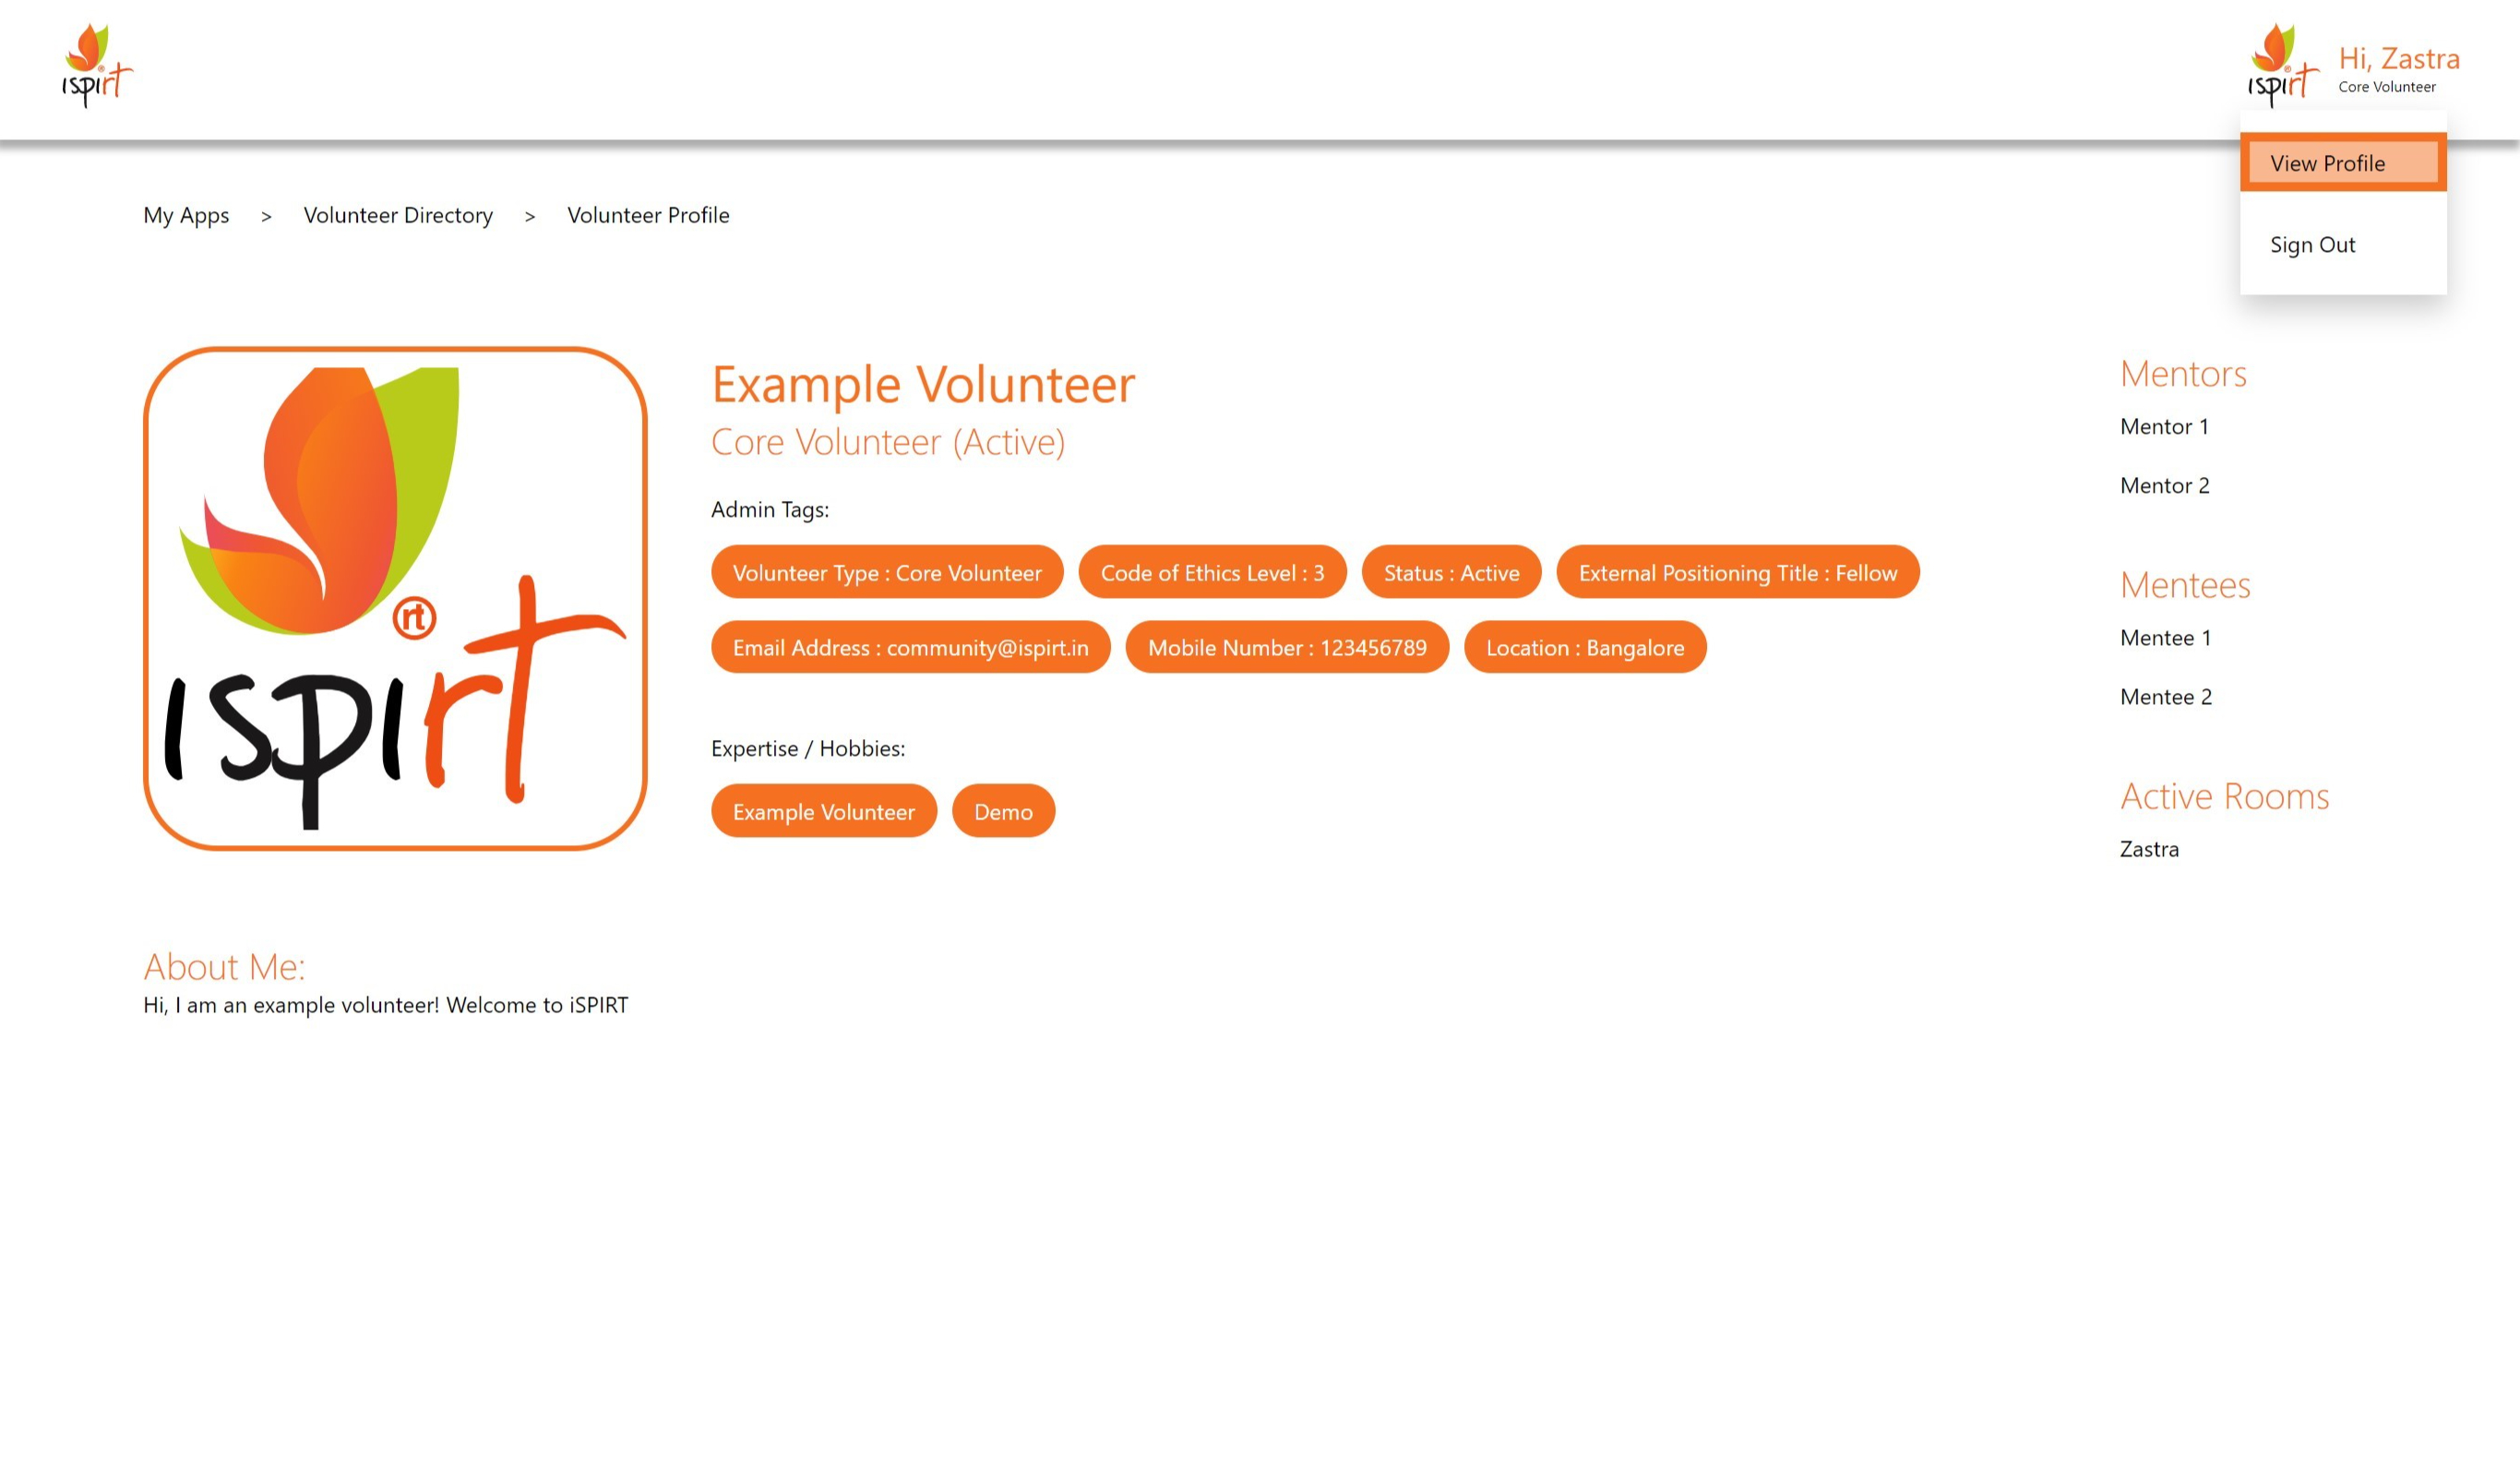 ispirt
ispirt
Hi, Zastra
Core Volunteer
View Profile
Sign Out
My Apps > Volunteer Directory > Volunteer Profile
rt
ispirt
Example Volunteer
Core Volunteer (Active)
Admin Tags:
Volunteer Type : Core Volunteer Code of Ethics Level : 3 Status : Active External Positioning Title : Fellow
Email Address : community@ispirt.in Mobile Number : 123456789 Location : Bangalore
Expertise / Hobbies:
Example Volunteer Demo
Mentors
Mentor 1
Mentor 2
Mentees
Mentee 1
Mentee 2
Active Rooms
Zastra
About Me:
Hi, I am an example volunteer! Welcome to iSPIRT